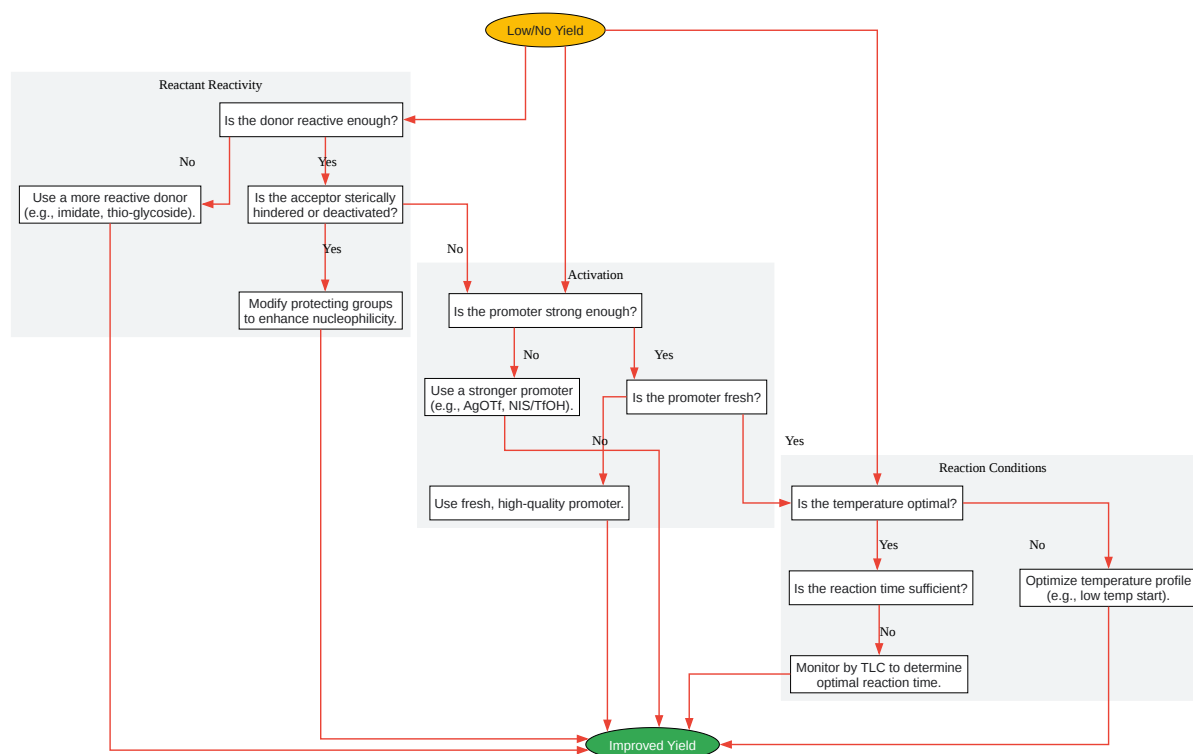 Low/No Yield
Reactant Reactivity
Is the donor reactive enough?
No
Yes
Use a more reactive donor
(e.g., imidate, thio-glycoside).
Is the acceptor sterically
hindered or deactivated?
Yes
No
Modify protecting groups
to enhance nucleophilicity.
Activation
Is the promoter strong enough?
No
Yes
Use a stronger promoter
(e.g., AgOTf, NIS/TfOH).
Is the promoter fresh?
No
Yes
Use fresh, high-quality promoter.
Reaction Conditions
Is the temperature optimal?
Yes
No
Is the reaction time sufficient?
Optimize temperature profile
(e.g., low temp start).
No
Monitor by TLC to determine
optimal reaction time.
Improved Yield